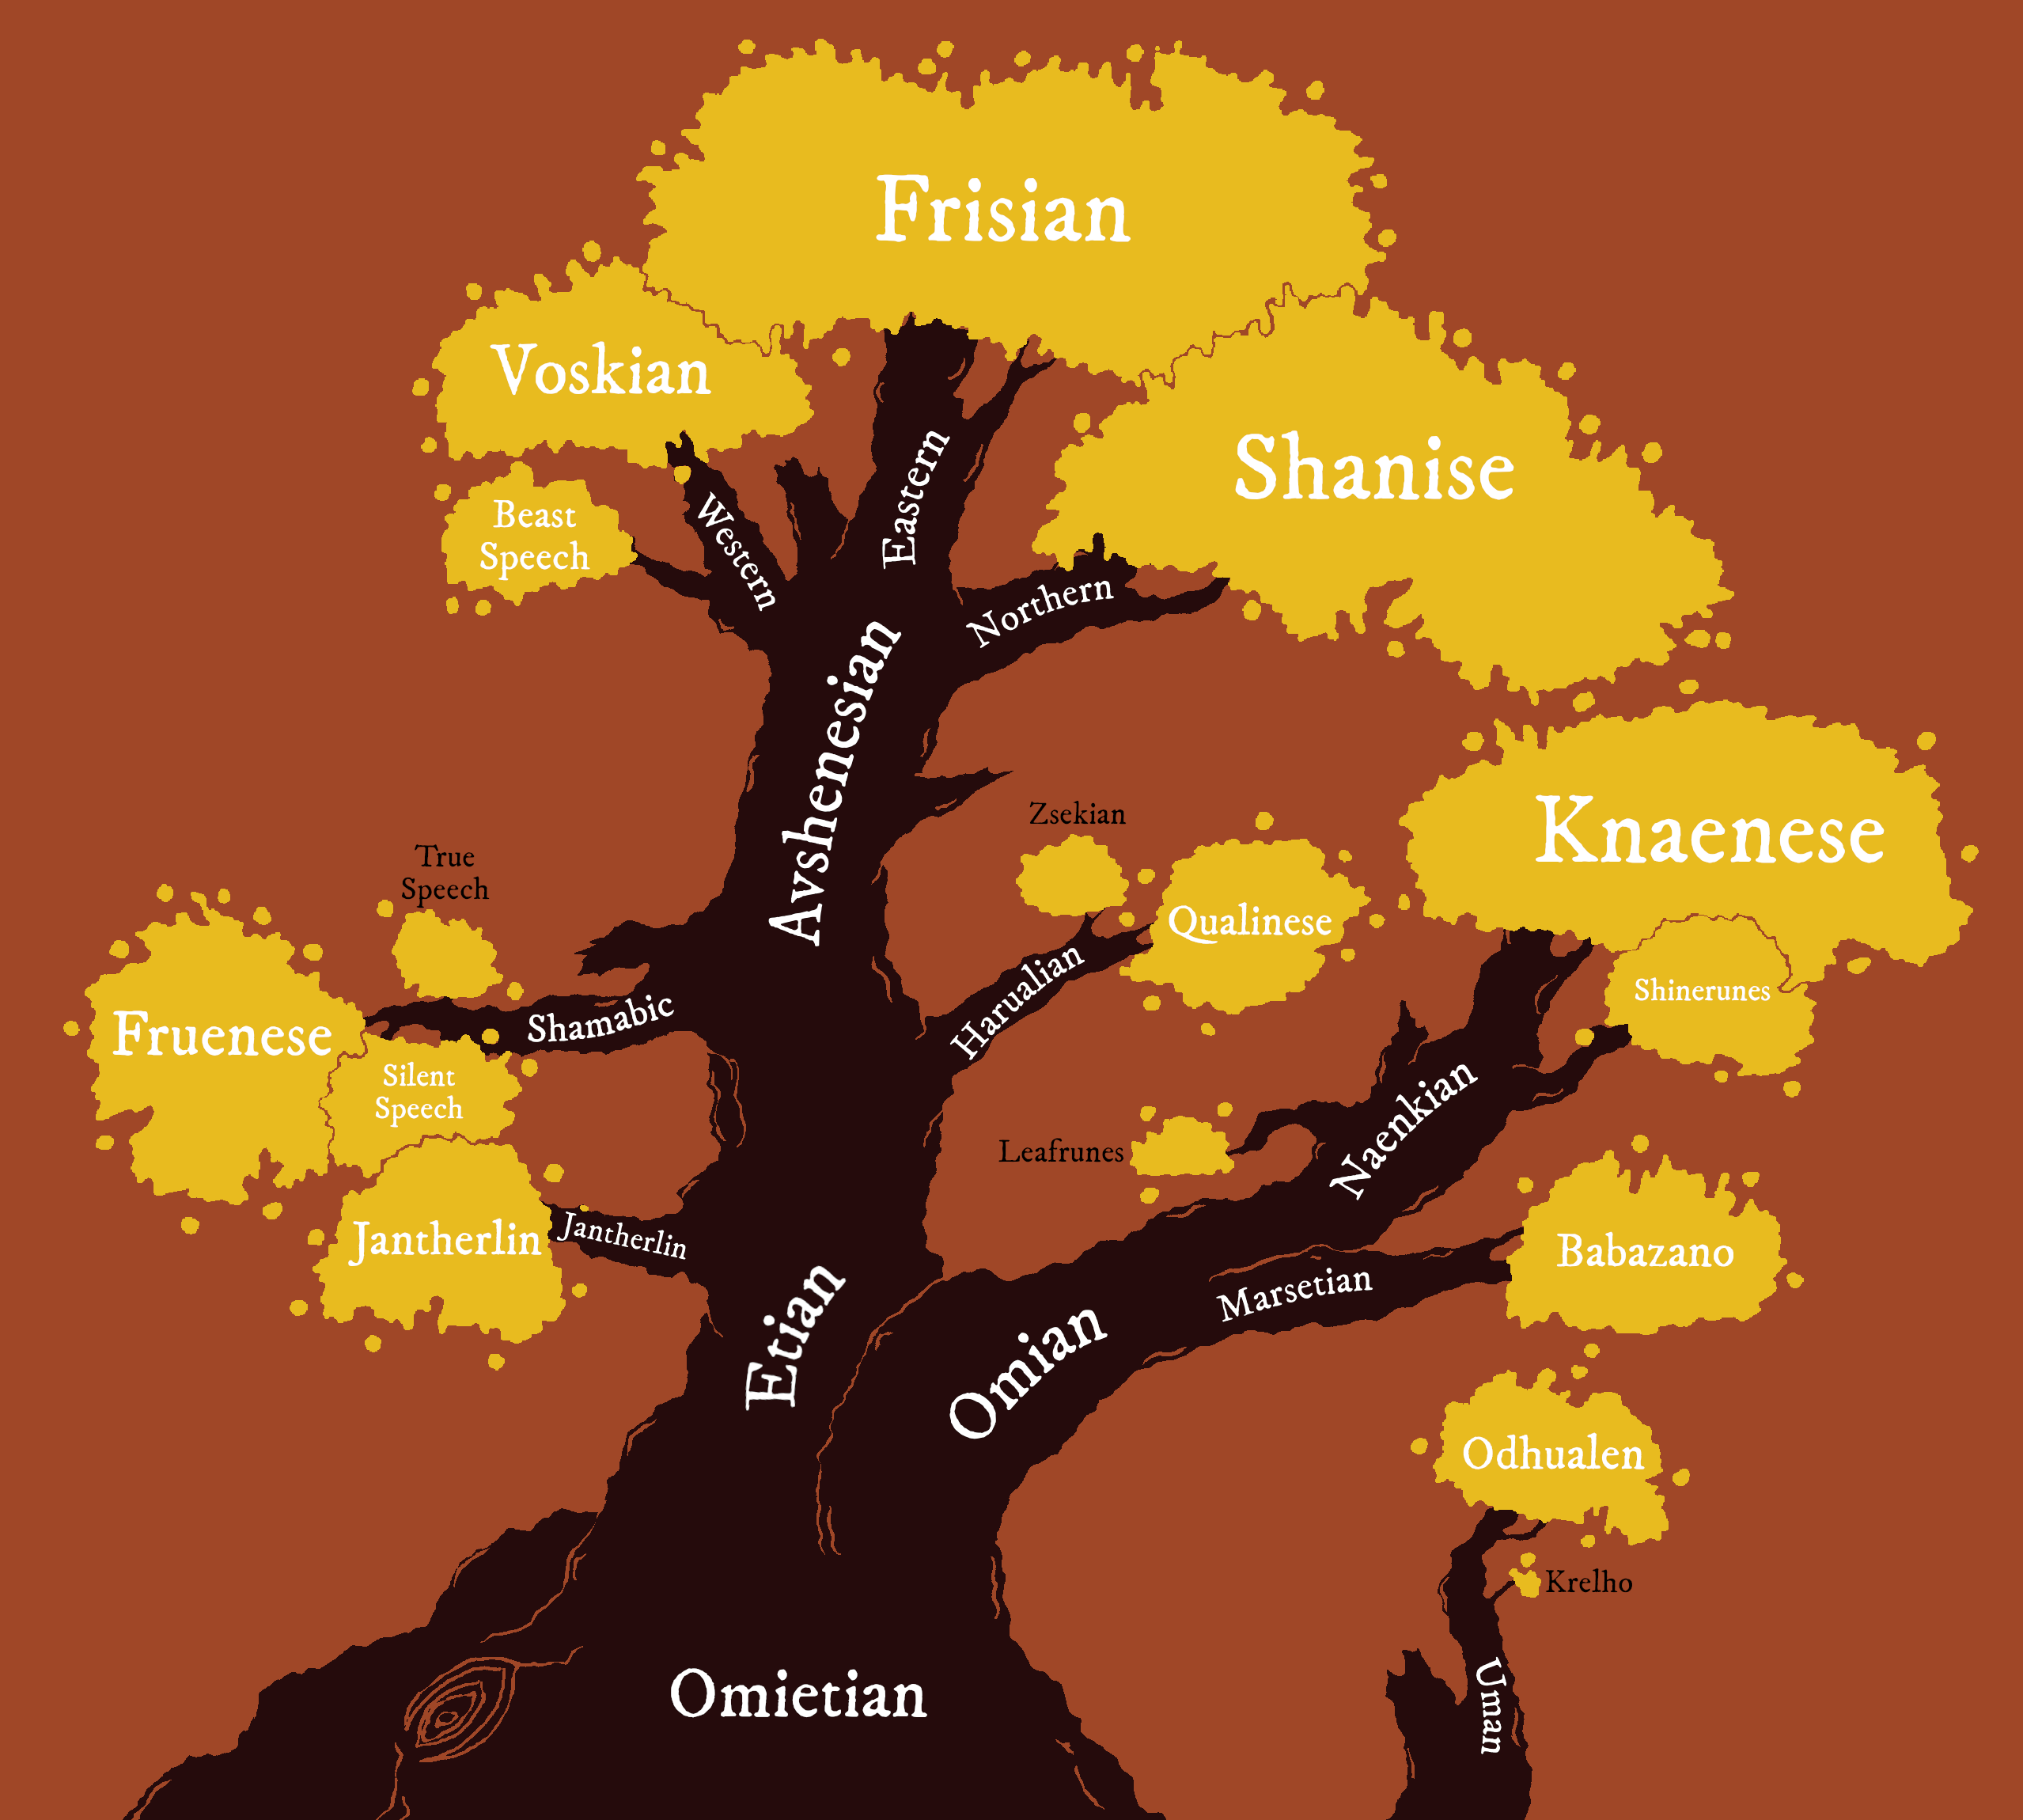 Frisian
Voskian
Shanise
Beast
Speech
Western
Eastern
Northern
Avshenesian
Zsekian
Qualinese
Knaenese
Shinerunes
True
Speech
Fruenese
Silent
Speech
Shamabic
Harualian
Leafrunes
Naenkian
Jantherlin
Jantherlin
Babazano
Marsetian
Etian
Omian
Odhualen
Krelho
Uman
Omietian